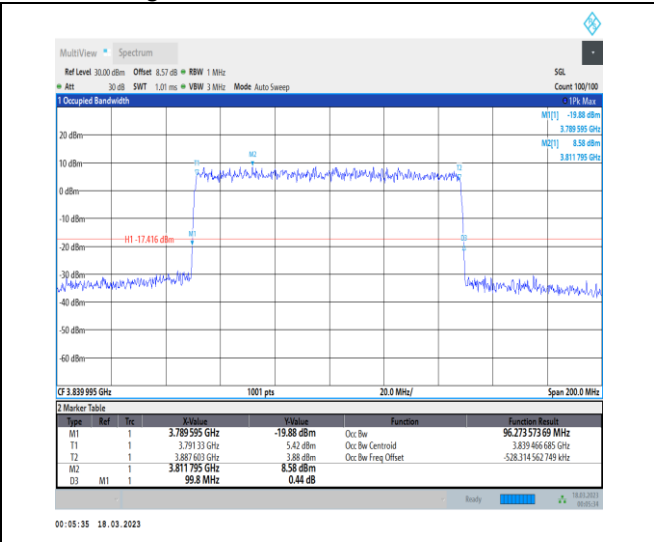 MultiView Spectrum
Ref Level 30.00 dBm Offset 8.57 dB RBW 1 MHz SGL
Att 30 dB SWT 1.01 ms VBW 3 MHz Mode Auto Sweep Count 100/100
1 Occupied Bandwidth 1Pk Max
M1[1] -19.88 dBm
3.789 595 GHz
M2[1] 8.58 dBm
3.811 795 GHz
20 dBm
10 dBm
0 dBm
-10 dBm
-20 dBm
-30 dBm
-40 dBm
-50 dBm
-60 dBm
M2
T1
T2
H1 -17.416 dBm
M1
D3
CF 3.839 995 GHz 1001 pts 20.0 MHz/ Span 200.0 MHz
2 Marker Table
Type Ref Trc X-Value Y-Value Function Function Result
M1 1 3.789 595 GHz -19.88 dBm Occ Bw 96.273 573 69 MHz
T1 1 3.791 33 GHz 5.42 dBm Occ Bw Centroid 3.839 466 685 GHz
T2 1 3.887 603 GHz 3.88 dBm Occ Bw Freq Offset -528.314 562 749 kHz
M2 1 3.811 795 GHz 8.58 dBm
D3 M1 1 99.8 MHz 0.44 dB
Ready 18.03.2023
00:05:34
00:05:35 18.03.2023